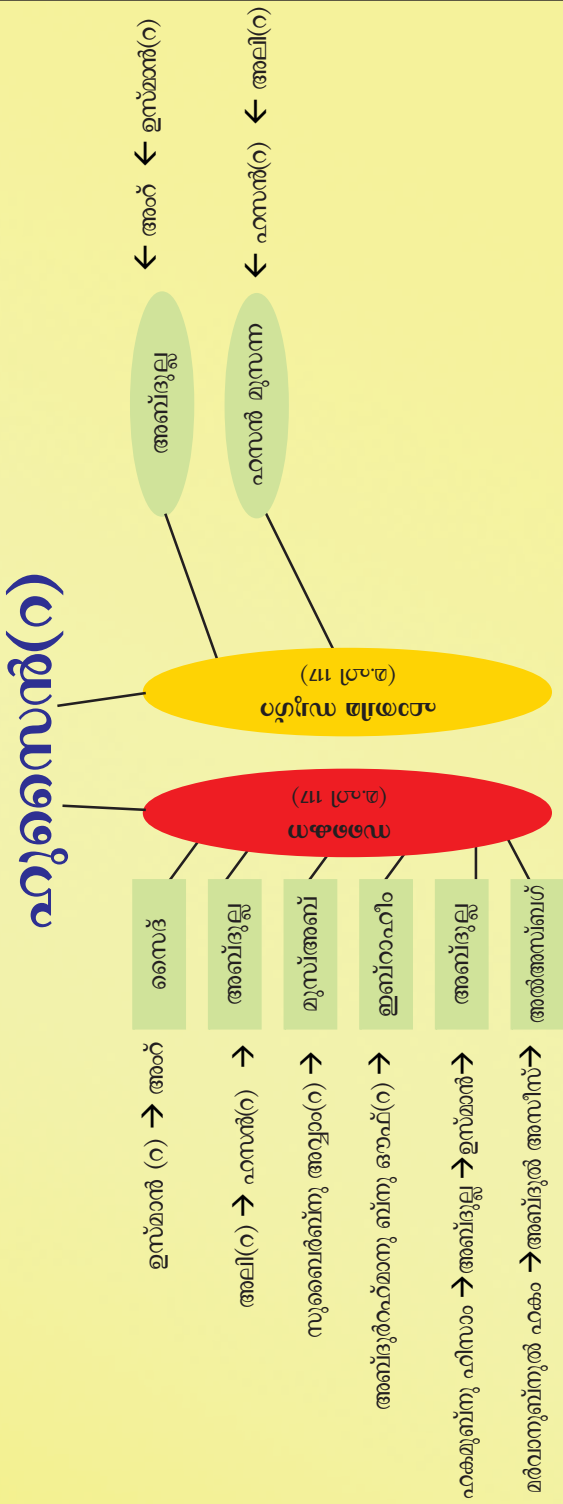 ഹുസൈൻ(റ)
ഫാത്വിമ സുഗ്റ
(മ.ഹി. 117)
സകൈന
(മ.ഹി. 117)
അലി(റ) → ഹസൻ(റ) → ഹസൻ മുസന്ന
ഉസ്മാൻ(റ) → അംറ് → അബ്ദുല്ല
ഉസ്മാൻ (റ) → അംറ് സൈദ്
അലി(റ) → ഹസൻ(റ) → അബ്ദുല്ല
സുബൈർബ്നു അവ്വാം(റ) → മുസ്അബ്
അബ്ദുർറഹ്മാനു ബ്നു ഔഫ്(റ) → ഇബ്റാഹീം
ഹകമുബ്നു ഹിസാം → അബ്ദുല്ല → ഉസ്മാൻ → അബ്ദുല്ല
മർവാനുബ്നുൽ ഹകം → അബ്ദുൽ അസീസ് → അൽഅസ്ബഗ്